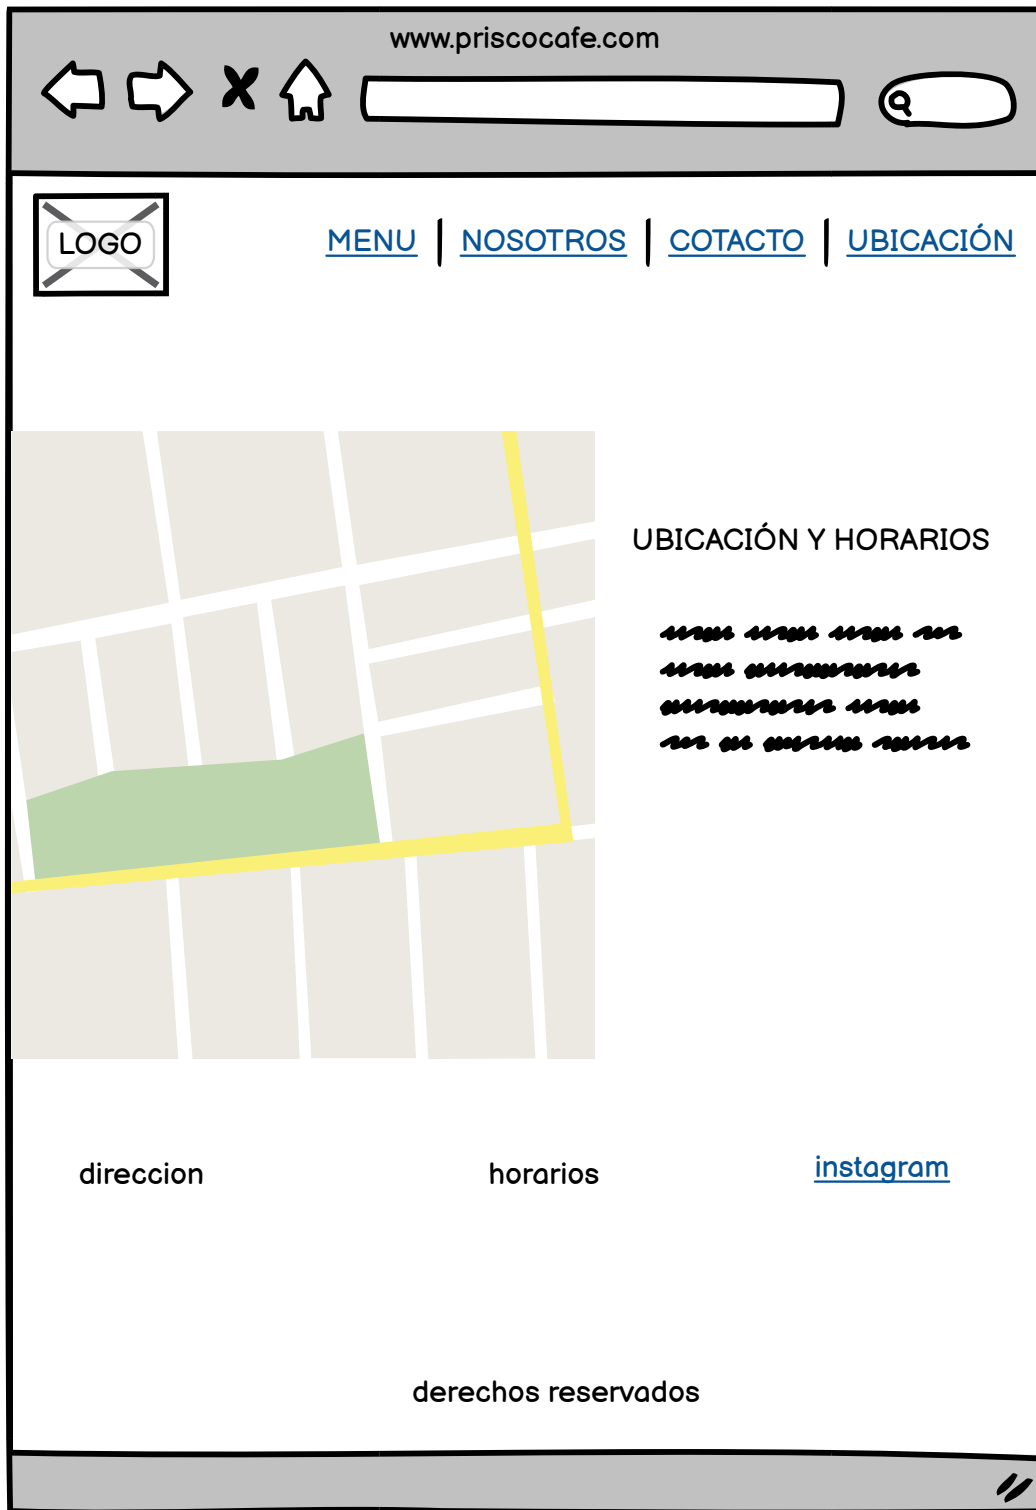 www.priscocafe.com
LOGO
MENU NOSOTROS COTACTO UBICACIÓN
UBICACIÓN Y HORARIOS
direccion horarios instagram
derechos reservados